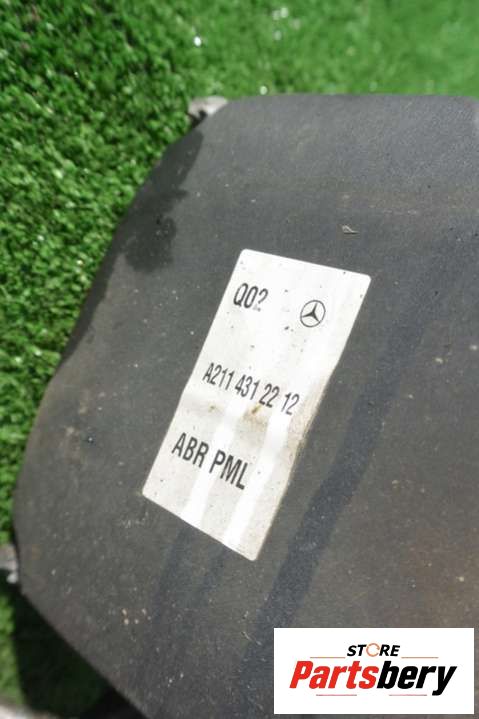 Q02
A211 431 22 12
ABR PML
STORE
Partsbery